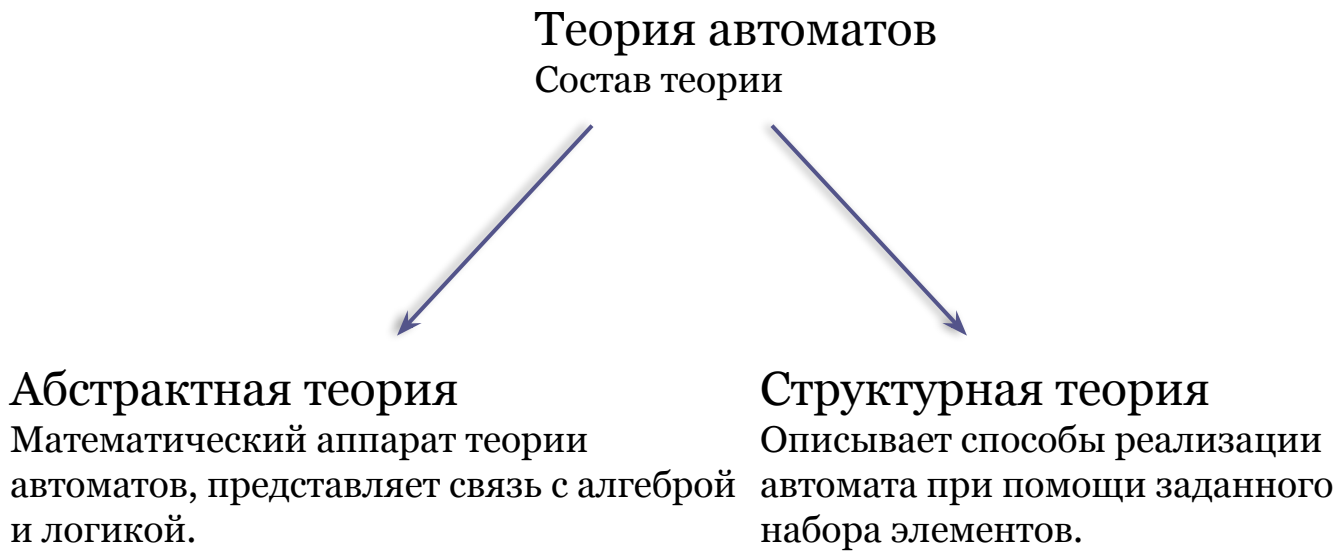 Теория автоматов
Состав теории
Абстрактная теория
Математический аппарат теории
автоматов, представляет связь с алгеброй
и логикой.
Структурная теория
Описывает способы реализации
автомата при помощи заданного
набора элементов.